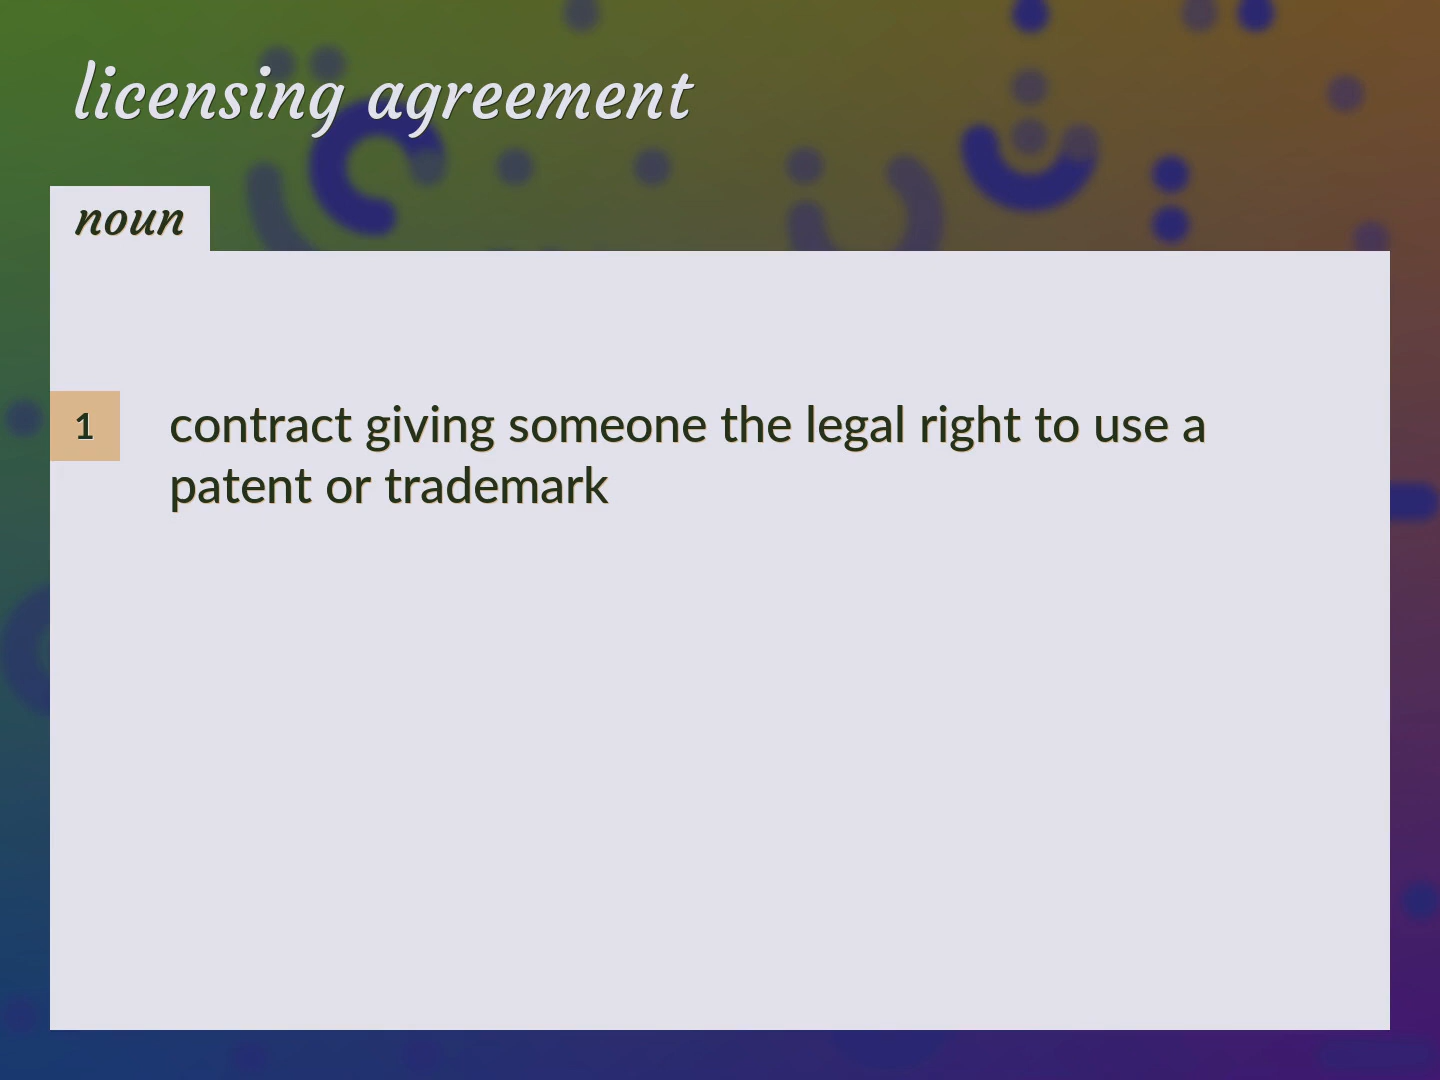 licensing agreement
noun
1
contract giving someone the legal right to use a
patent or trademark